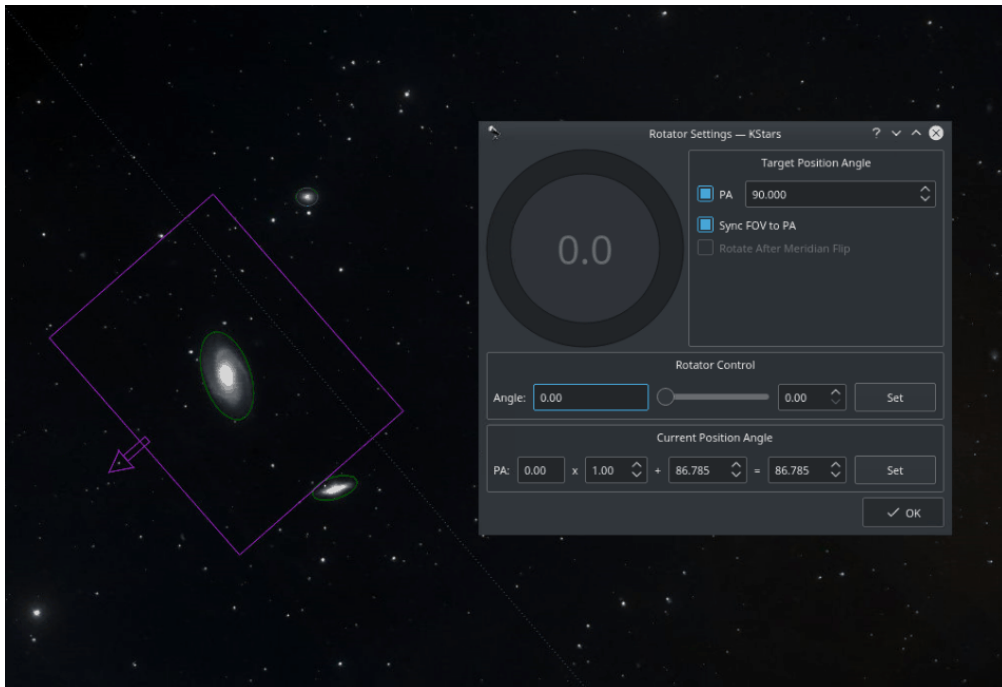 Rotator Settings — KStars
?
Target Position Angle
0.0
PA 90.000
Sync FOV to PA
Rotate After Meridian Flip
Rotator Control
Angle: 0.00 0.00 Set
Current Position Angle
PA: 0.00 x 1.00 + 86.785 = 86.785 Set
OK